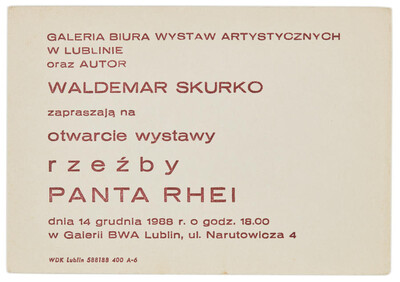 GALERIA BIURA WYSTAW ARTYSTYCZNYCH
W LUBLINIE
oraz AUTOR
WALDEMAR SKURKO
zapraszają na
otwarcie wystawy
rzeźby
PANTA RHEI
dnia 14 grudnia 1988 r. o godz. 18.00
w Galerii BWA Lublin, ul. Narutowicza 4
WDK Lublin 588188 400 A-6